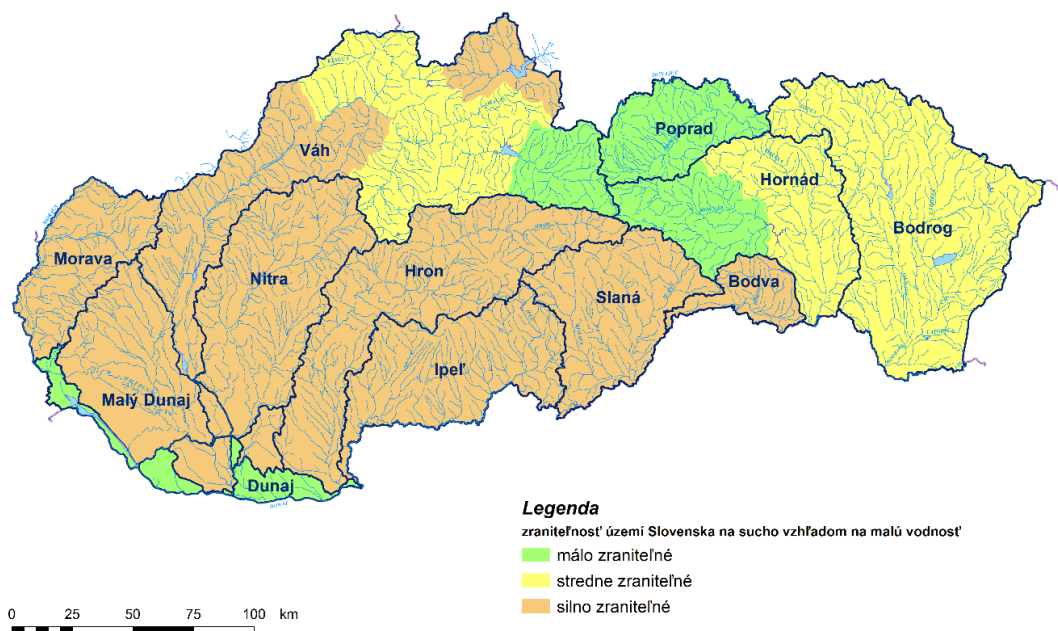 Poprad
Váh
Hornád
Bodrog
Morava
Nitra
Hron
Slaná
Bodva
Ipeľ
Malý Dunaj
Dunaj
DUNAJ
Legenda
zraniteľnosť území Slovenska na sucho vzhľadom na malú vodnosť
málo zraniteľné
stredne zraniteľné
silno zraniteľné
0 25 50 75 100 km